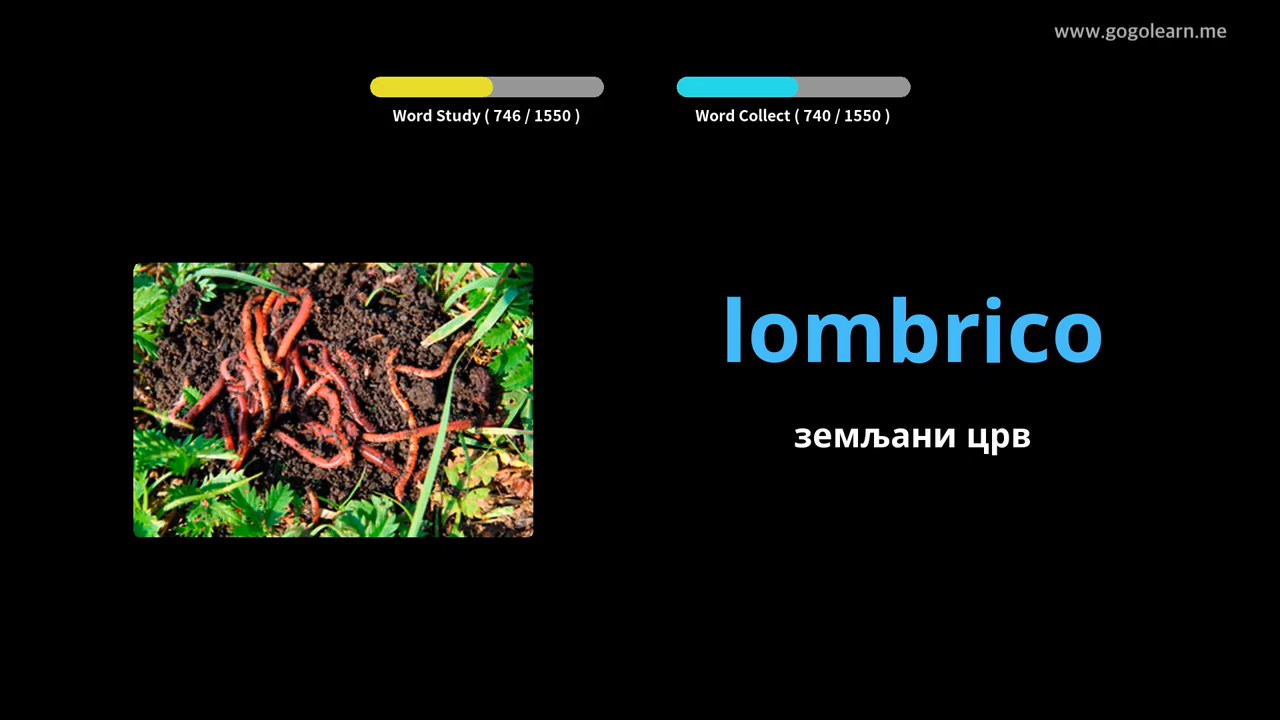 www.gogolearn.me
Word Study ( 746 / 1550 )
Word Collect ( 740 / 1550 )
lombrico
земљани црв